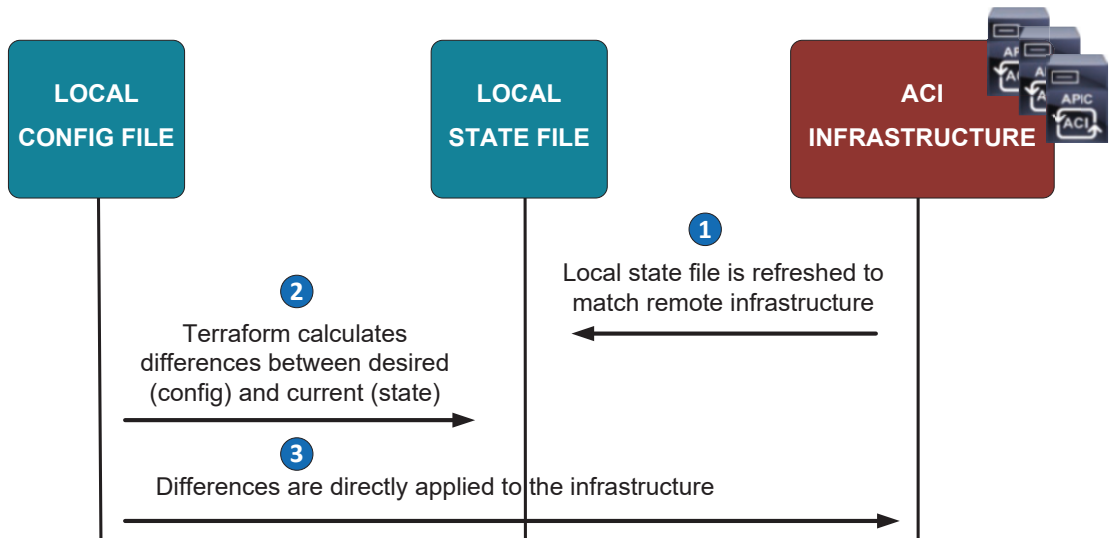 LOCAL
CONFIG FILE
LOCAL
STATE FILE
ACI
INFRASTRUCTURE
APIC
ACI
1
Local state file is refreshed to
match remote infrastructure
2
Terraform calculates
differences between desired
(config) and current (state)
3
Differences are directly applied to the infrastructure